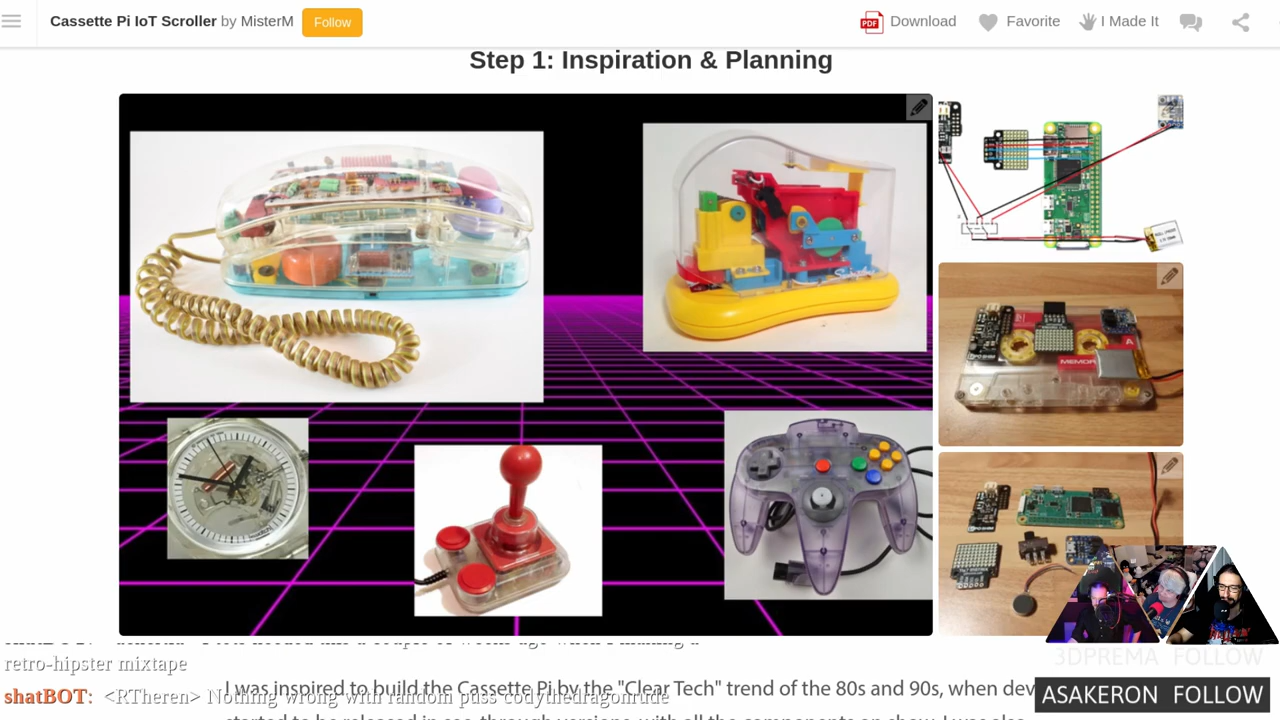 Cassette Pi IoT Scroller by MisterM Follow
PDF Download Favorite I Made It
Step 1: Inspiration & Planning
MEMOR
A
retro-hipster mixtape
I was inspired to build the Cassette Pi by the "Clear Tech" trend of the 80s and 90s, when dev
shatBOT: <RTheren> Nothing wrong with random puss codythedragonrude
3DPREMA FOLLOW
ASAKERON FOLLOW